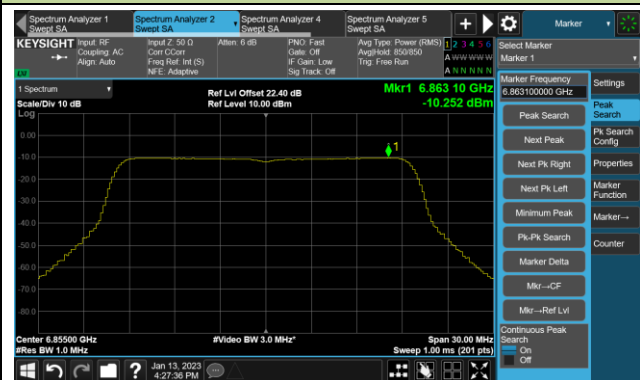 Spectrum Analyzer 1
Swept SA
Spectrum Analyzer 2
Swept SA
Spectrum Analyzer 4
Swept SA
Spectrum Analyzer 5
Swept SA
Marker
KEYSIGHT
Input: RF
Coupling: AC
Align: Auto
Input Z: 50 Ω
Corr CCorr
Freq Ref: Int (S)
NFE: Adaptive
Atten: 6 dB
PNO: Fast
Gate: Off
IF Gain: Low
Sig Track: Off
Avg Type: Power (RMS)
Avg|Hold: 850/850
Trig: Free Run
1 2 3 4 5 6
A W W W W W
A N N N N N
Select Marker
Marker 1
1 Spectrum
Scale/Div 10 dB
Log
Ref Lvl Offset 22.40 dB
Ref Level 10.00 dBm
Mkr1 6.863 10 GHz
-10.252 dBm
0.00
-10.0
-20.0
-30.0
-40.0
-50.0
-60.0
-70.0
-80.0
1
Center 6.85500 GHz
#Res BW 1.0 MHz
#Video BW 3.0 MHz*
Span 30.00 MHz
Sweep 1.00 ms (201 pts)
Marker Frequency
6.863100000 GHz
Peak Search
Next Peak
Next Pk Right
Next Pk Left
Minimum Peak
Pk-Pk Search
Marker Delta
Mkr→CF
Mkr→Ref Lvl
Continuous Peak
Search
On
Off
Settings
Peak
Search
Pk Search
Config
Properties
Marker
Function
Marker→
Counter
Jan 13, 2023
4:27:36 PM